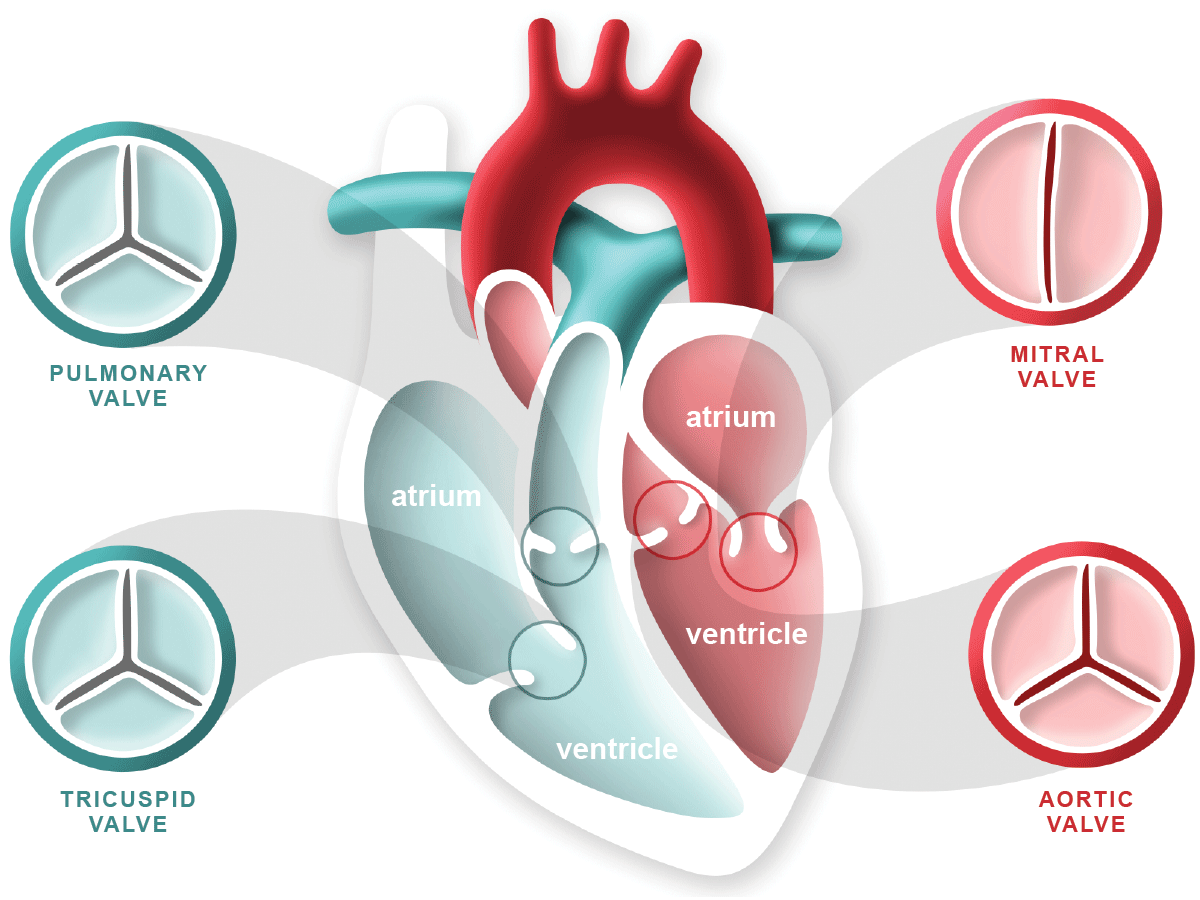 PULMONARY
VALVE
MITRAL
VALVE
atrium
atrium
ventricle
ventricle
TRICUSPID
VALVE
AORTIC
VALVE